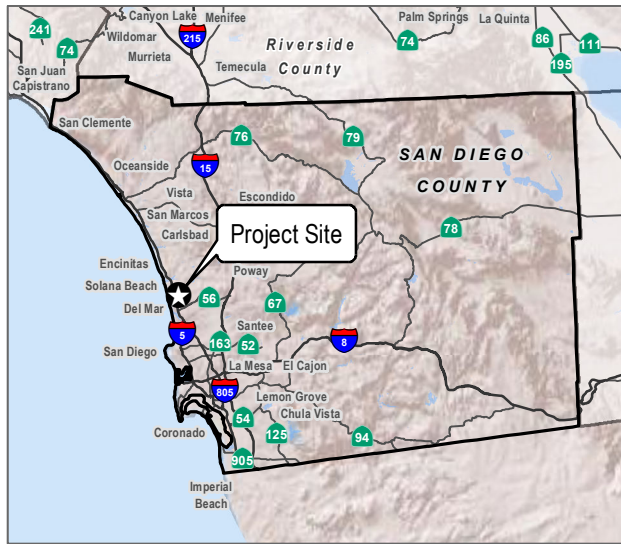 241
Canyon Lake
Menifee
Palm Springs
La Quinta
74
Wildomar
215
Riverside
County
74
86
111
Murrieta
195
San Juan
Capistrano
Temecula
San Clemente
76
79
SAN DIEGO
COUNTY
Oceanside
15
Vista
Escondido
San Marcos
Carlsbad
78
Project Site
Encinitas
Poway
Solana Beach
56
67
Del Mar
5
Santee
163
52
8
San Diego
La Mesa
El Cajon
805
Lemon Grove
Chula Vista
54
Coronado
125
94
905
Imperial
Beach